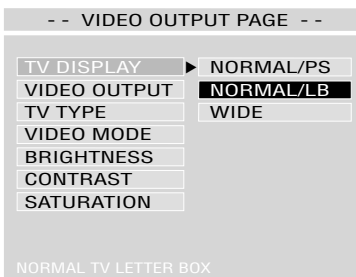 - - VIDEO OUTPUT PAGE - -
TV DISPLAY ▶ NORMAL/PS
VIDEO OUTPUT NORMAL/LB
TV TYPE WIDE
VIDEO MODE
BRIGHTNESS
CONTRAST
SATURATION
NORMAL TV LETTER BOX